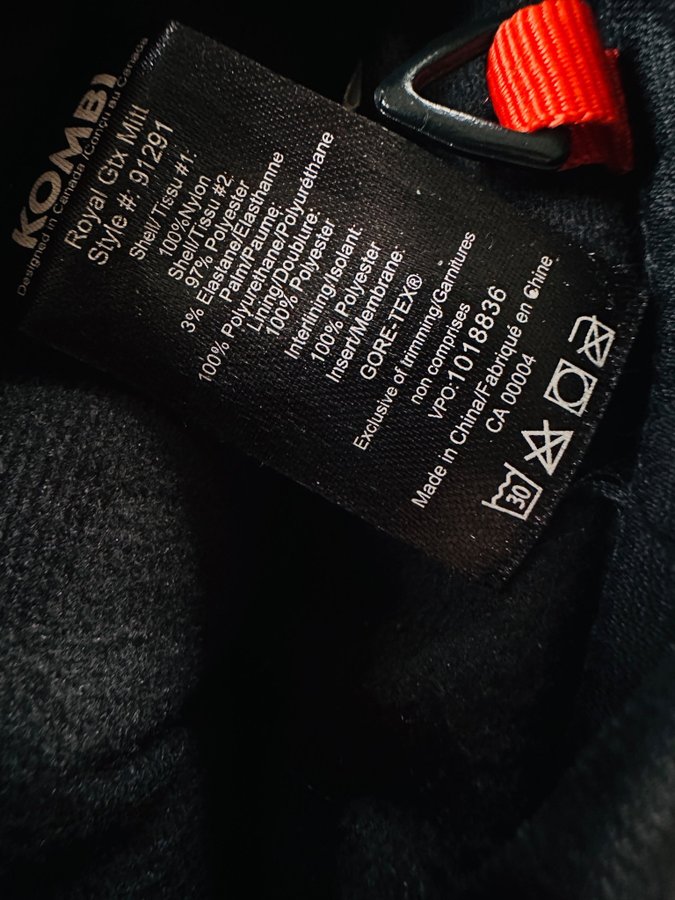 KOMBI
Designed in Canada /Conçu au Canada
Royal Gtx Mitt
Style #: 91291
Shell/Tissu #1:
100% Nylon
Shell/Tissu #2:
97% Polyester
3% Elastane/Elasthanne
Palm/Paume:
100% Polyurethane/Polyuréthane
Lining/Doublure:
100% Polyester
Interlining/Isolant:
100% Polyester
Insert/Membrane:
GORE-TEX®
Exclusive of trimming/Garnitures
non comprises
VPO:1018836
Made in China/Fabriqué en Chine
CA 00004
30